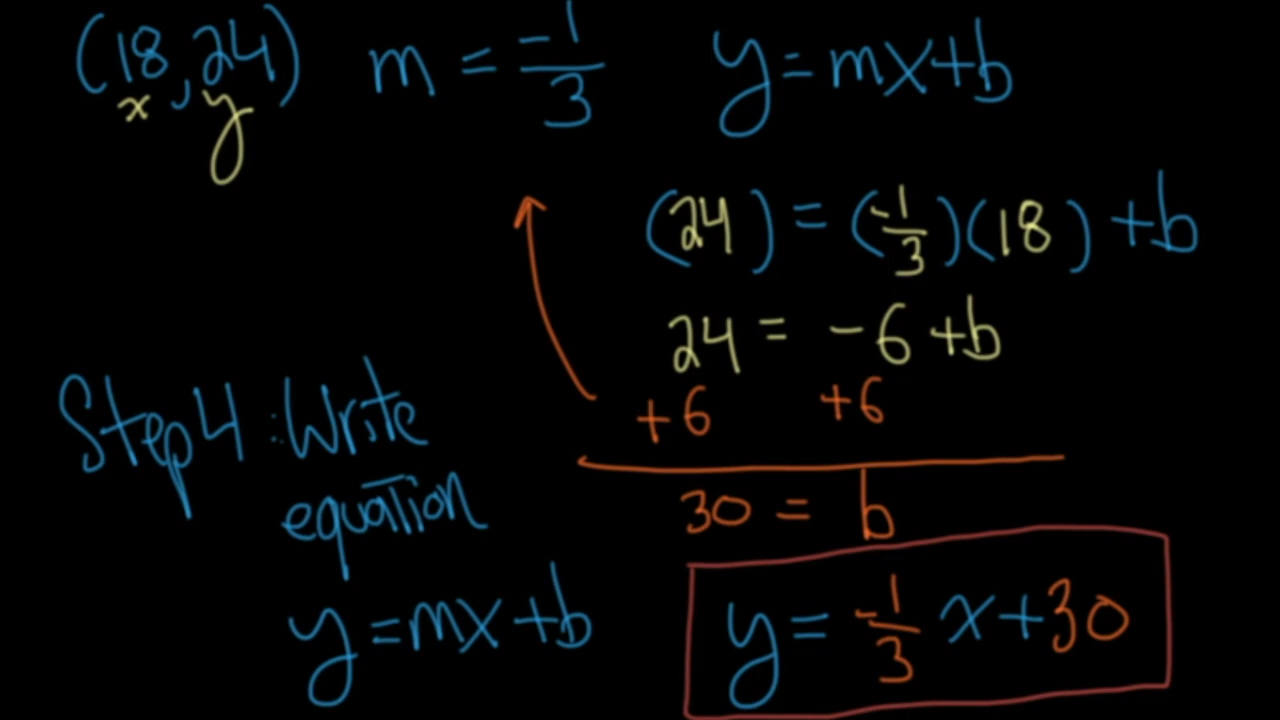 (18,24) m = -1/3 y=mx+b
x y
(24) = (-1/3)(18) +b
24 = -6 +b
+6 +6
30 = b
Step 4 : Write
equation
y=mx+b
y= -1/3 x+30